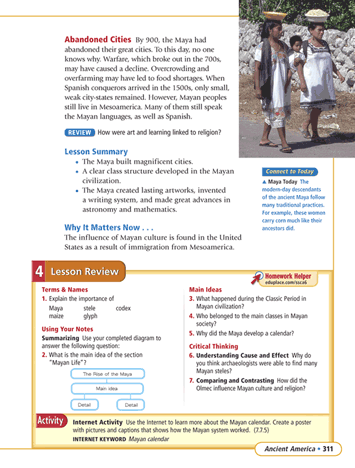 Abandoned Cities By 900, the Maya had
abandoned their great cities. To this day, no one
knows why. Warfare, which broke out in the 700s,
may have caused a decline. Overcrowding and
overfarming may have led to food shortages. When
Spanish conquerors arrived in the 1500s, only small,
weak city-states remained. However, Mayan peoples
still live in Mesoamerica. Many of them still speak
the Mayan languages, as well as Spanish.
REVIEW How were art and learning linked to religion?
Lesson Summary
• The Maya built magnificent cities.
• A clear class structure developed in the Mayan
civilization.
• The Maya created lasting artworks, invented
a writing system, and made great advances in
astronomy and mathematics.
Why It Matters Now . . .
The influence of Mayan culture is found in the United
States as a result of immigration from Mesoamerica.
Connect to Today
▲ Maya Today The
modern-day descendants
of the ancient Maya follow
many traditional practices.
For example, these women
carry corn much like their
ancestors did.
4 Lesson Review
Homework Helper
eduplace.com/ssca6
Terms & Names
1. Explain the importance of
Maya stele codex
maize glyph
Using Your Notes
Summarizing Use your completed diagram to
answer the following question:
2. What is the main idea of the section
"Mayan Life"?
The Rise of the Maya
Main idea
Detail Detail
Main Ideas
3. What happened during the Classic Period in
Mayan civilization?
4. Who belonged to the main classes in Mayan
society?
5. Why did the Maya develop a calendar?
Critical Thinking
6. Understanding Cause and Effect Why do
you think archaeologists were able to find many
Mayan steles?
7. Comparing and Contrasting How did the
Olmec influence Mayan culture and religion?
Activity
Internet Activity Use the Internet to learn more about the Mayan calendar. Create a poster
with pictures and captions that shows how the Mayan system worked. (7.7.5)
INTERNET KEYWORD Mayan calendar
Ancient America • 311